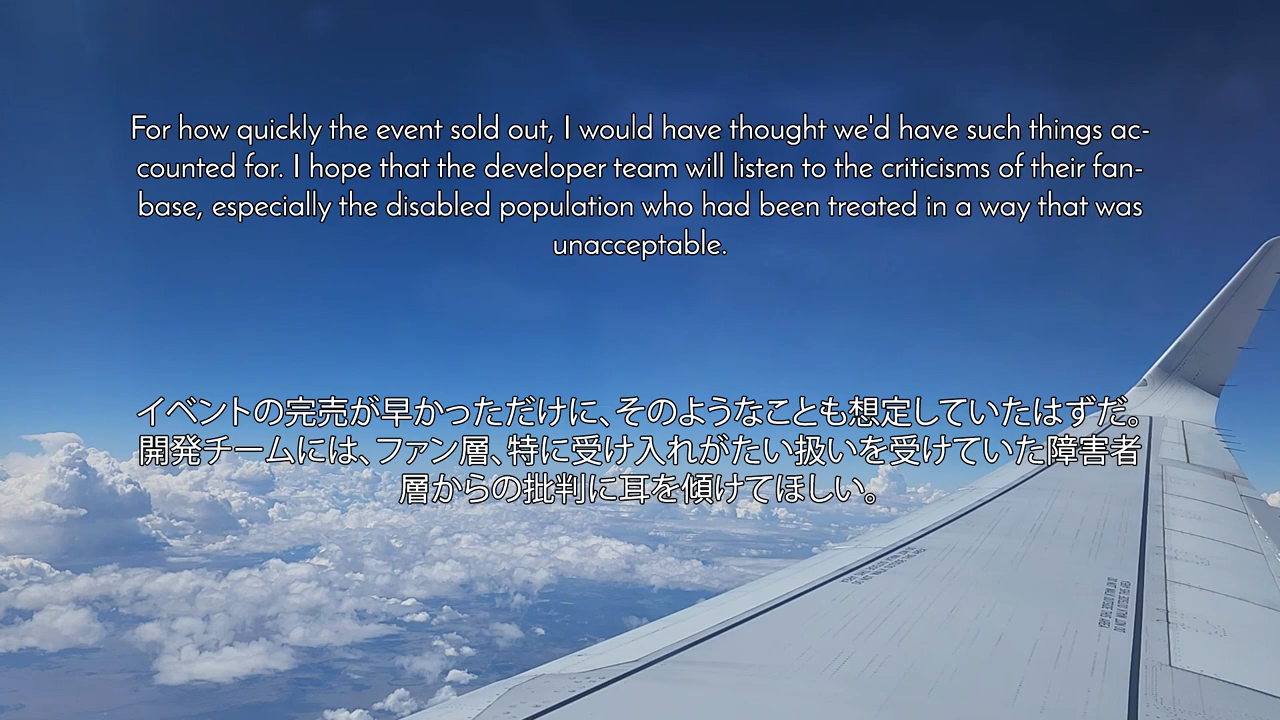 For how quickly the event sold out, I would have thought we'd have such things ac-
counted for. I hope that the developer team will listen to the criticisms of their fan-
base, especially the disabled population who had been treated in a way that was
unacceptable.
イベントの完売が早かっただけに、そのようなことも想定していたはずだ。
開発チームには、ファン層、特に受け入れがたい扱いを受けていた障害者
層からの批判に耳を傾けてほしい。